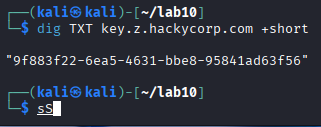 ┌──(kali㉿kali)-[~/lab10]
└─$ dig TXT key.z.hackycorp.com +short
"9f883f22-6ea5-4631-bbe8-95841ad63f56"
┌──(kali㉿kali)-[~/lab10]
└─$ sS